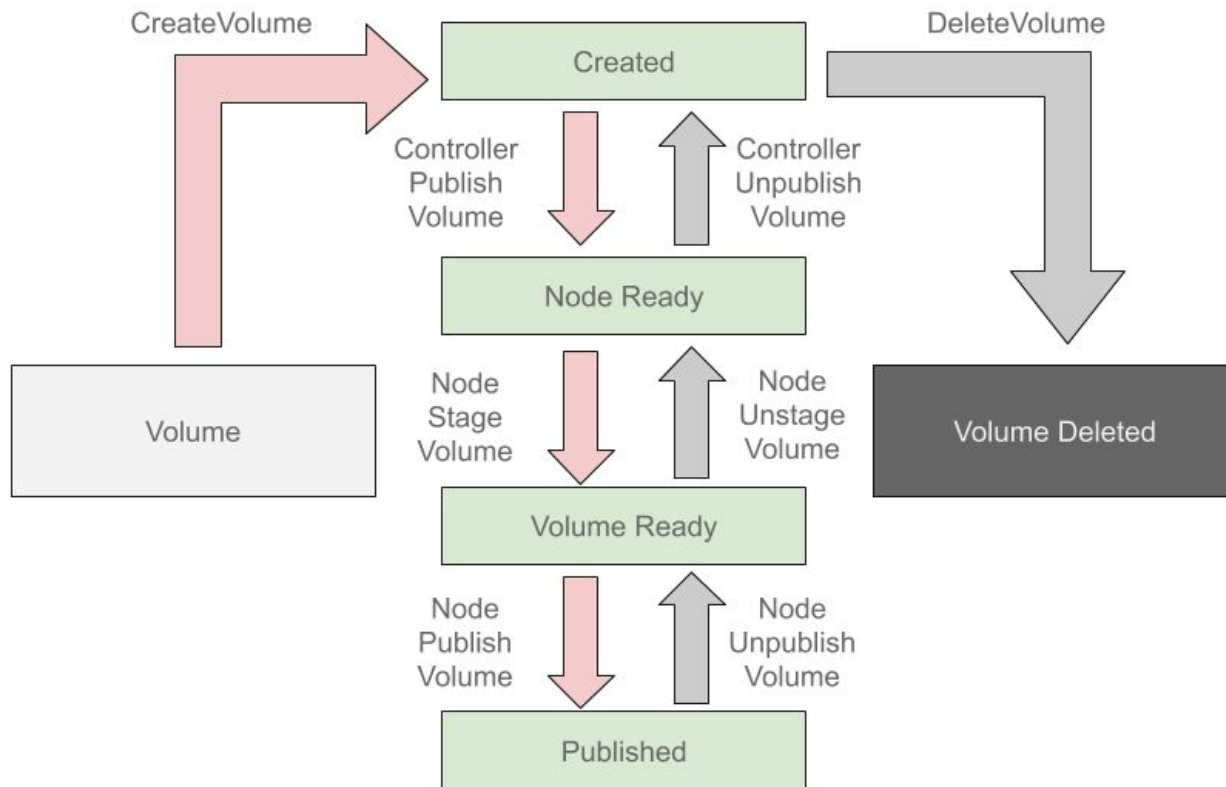 CreateVolume
DeleteVolume
Created
Controller
Publish
Volume
Controller
Unpublish
Volume
Node Ready
Node
Stage
Volume
Node
Unstage
Volume
Volume
Volume Deleted
Volume Ready
Node
Publish
Volume
Node
Unpublish
Volume
Published